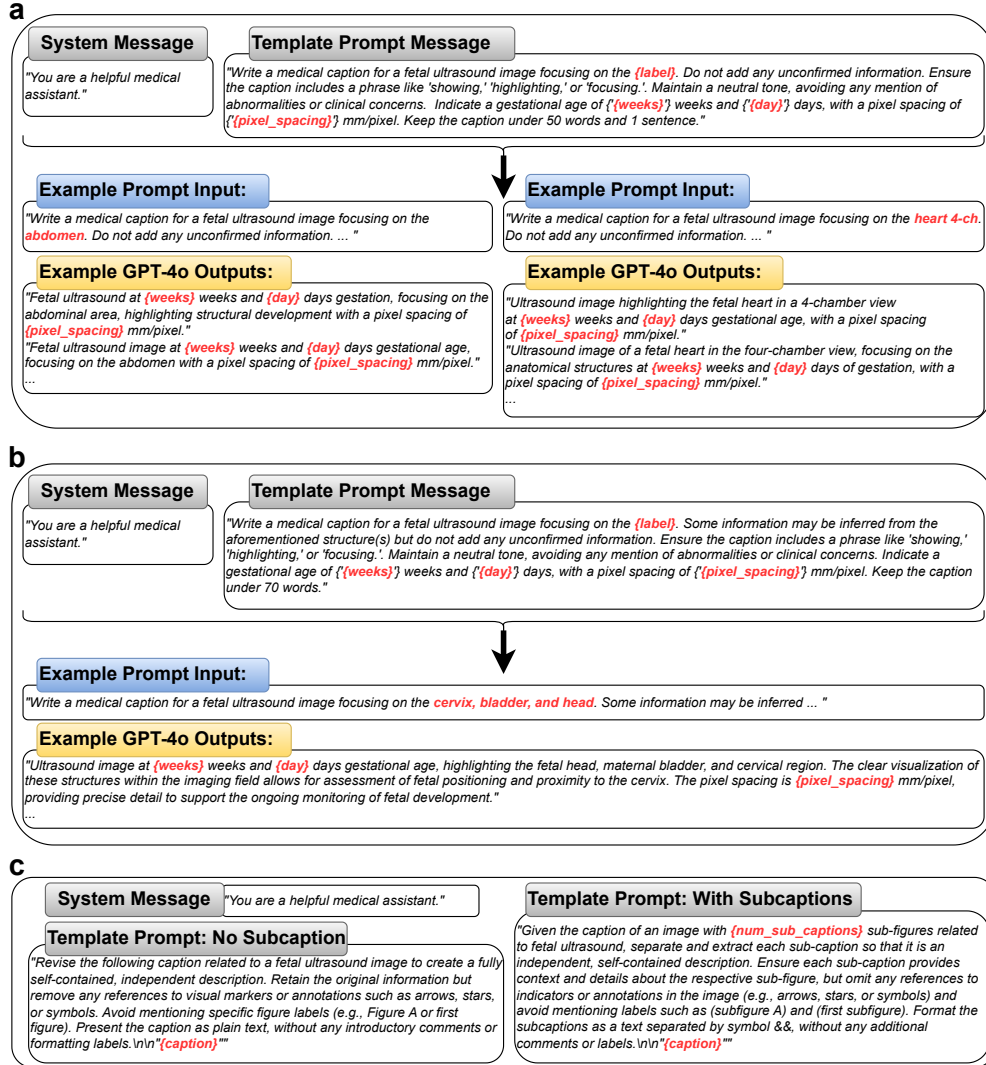 a
System Message
"You are a helpful medical
assistant."
Template Prompt Message
"Write a medical caption for a fetal ultrasound image focusing on the {label}. Do not add any unconfirmed information. Ensure
the caption includes a phrase like 'showing,' 'highlighting,' or 'focusing.'. Maintain a neutral tone, avoiding any mention of
abnormalities or clinical concerns. Indicate a gestational age of {'{weeks}'} weeks and {'{day}'} days, with a pixel spacing of
{'{pixel_spacing}'} mm/pixel. Keep the caption under 50 words and 1 sentence."
Example Prompt Input:
"Write a medical caption for a fetal ultrasound image focusing on the
abdomen. Do not add any unconfirmed information. ... "
Example GPT-4o Outputs:
"Fetal ultrasound at {weeks} weeks and {day} days gestation, focusing on the
abdominal area, highlighting structural development with a pixel spacing of
{pixel_spacing} mm/pixel."
"Fetal ultrasound image at {weeks} weeks and {day} days gestational age,
focusing on the abdomen with a pixel spacing of {pixel_spacing} mm/pixel."
...
Example Prompt Input:
"Write a medical caption for a fetal ultrasound image focusing on the heart 4-ch.
Do not add any unconfirmed information. ... "
Example GPT-4o Outputs:
"Ultrasound image highlighting the fetal heart in a 4-chamber view
at {weeks} weeks and {day} days gestational age, with a pixel spacing
of {pixel_spacing} mm/pixel."
"Ultrasound image of a fetal heart in the four-chamber view, focusing on the
anatomical structures at {weeks} weeks and {day} days of gestation, with a
pixel spacing of {pixel_spacing} mm/pixel."
...
b
System Message
"You are a helpful medical
assistant."
Template Prompt Message
"Write a medical caption for a fetal ultrasound image focusing on the {label}. Some information may be inferred from the
aforementioned structure(s) but do not add any unconfirmed information. Ensure the caption includes a phrase like 'showing,'
'highlighting,' or 'focusing.'. Maintain a neutral tone, avoiding any mention of abnormalities or clinical concerns. Indicate a
gestational age of {'{weeks}'} weeks and {'{day}'} days, with a pixel spacing of {'{pixel_spacing}'} mm/pixel. Keep the caption
under 70 words."
Example Prompt Input:
"Write a medical caption for a fetal ultrasound image focusing on the cervix, bladder, and head. Some information may be inferred ... "
Example GPT-4o Outputs:
"Ultrasound image at {weeks} weeks and {day} days gestational age, highlighting the fetal head, maternal bladder, and cervical region. The clear visualization
of these structures within the imaging field allows for assessment of fetal positioning and proximity to the cervix. The pixel spacing is {pixel_spacing} mm/pixel,
providing precise detail to support the ongoing monitoring of fetal development."
...
c
System Message
"You are a helpful medical assistant."
Template Prompt: No Subcaption
"Revise the following caption related to a fetal ultrasound image to create a fully
self-contained, independent description. Retain the original information but
remove any references to visual markers or annotations such as arrows, stars,
or symbols. Avoid mentioning specific figure labels (e.g., Figure A or first
figure). Present the caption as plain text, without any introductory comments or
formatting labels.\n\n"{caption}""
Template Prompt: With Subcaptions
"Given the caption of an image with {num_sub_captions} sub-figures related
to fetal ultrasound, separate and extract each sub-caption so that it is an
independent, self-contained description. Ensure each sub-caption provides
context and details about the respective sub-figure, but omit any references to
indicators or annotations in the image (e.g., arrows, stars, or symbols) and
avoid mentioning labels such as (subfigure A) and (first subfigure). Format the
subcaptions as a text separated by symbol &&, without any additional
comments or labels.\n\n"{caption}""